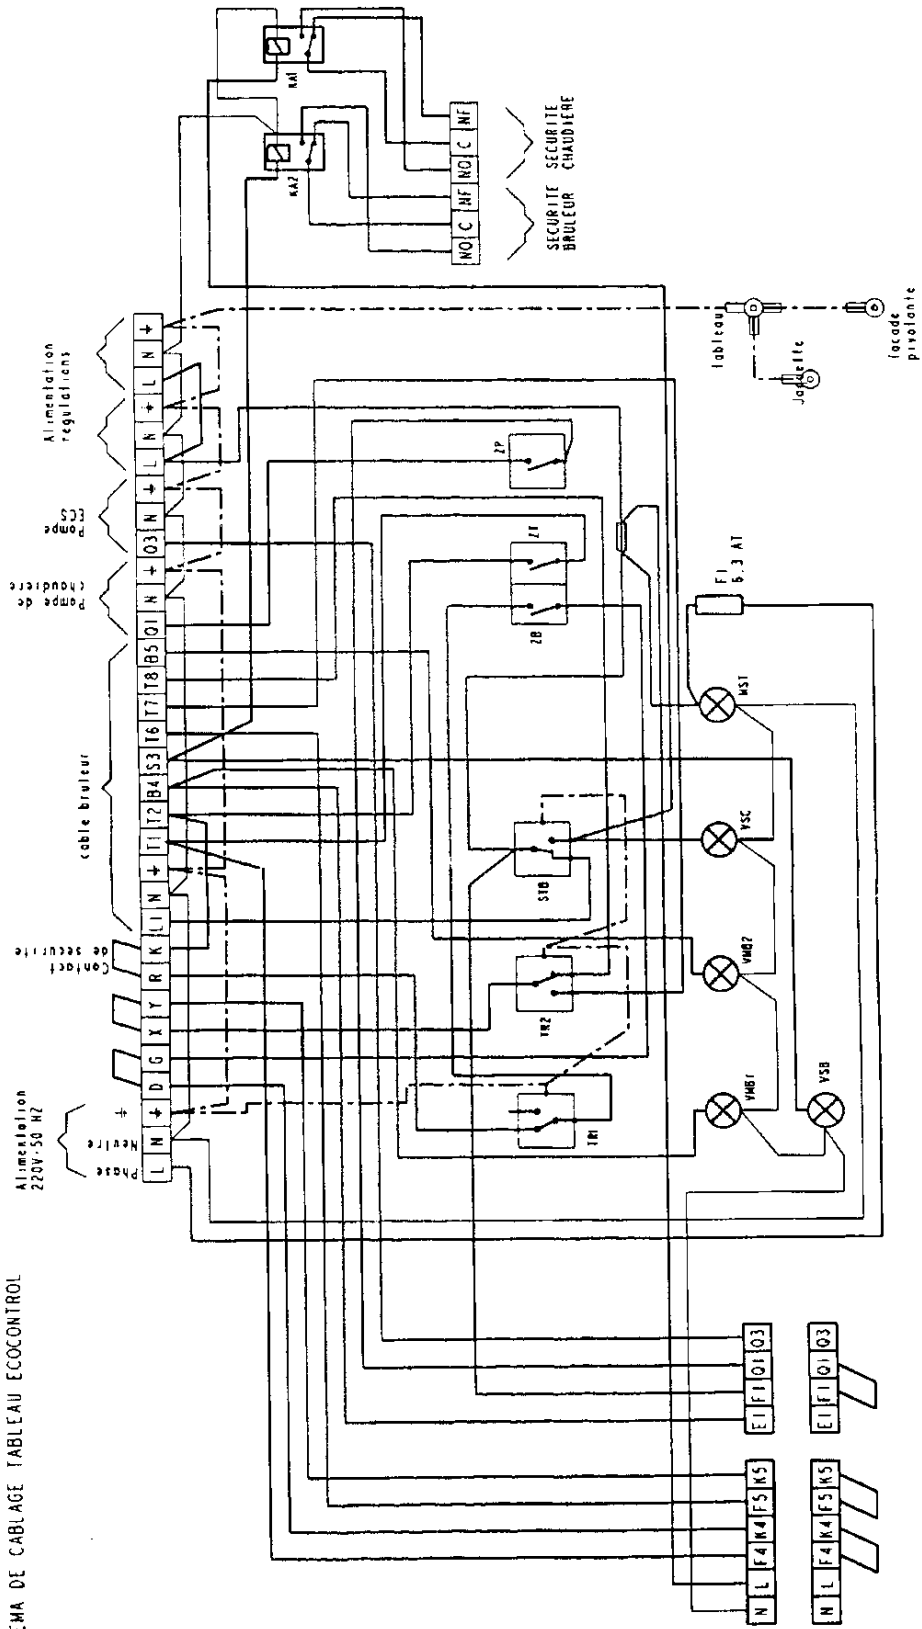 EMA DE CABLAGE TABLEAU ECOCONTROL
Alimentation
220V-50 HZ
Phase
Neutre
Contact
de securite
cable bruleur
Pompe de
chaudiere
Pompe
ECS
Alimentation
regulations
L N ⏚ D G X Y R K L1 N ⏚ T1 T2 B4 S3 T6 T7 T8 B5 Q1 N ⏚ Q3 N ⏚ L N ⏚ L N ⏚
KA1
KA2
NO C NF NO C NF
SECURITE
BRULEUR
SECURITE
CHAUDIERE
TR1
TR2
STB
ZB
ZT
ZP
VMB1
VMB2
VSC
MST
VSB
F1
6.3 AT
tableau
Jaquette
facade
pivotante
N L F4 K4 F5 K5
E1 F1 Q1 Q3
N L F4 K4 F5 K5
E1 F1 Q1 Q3